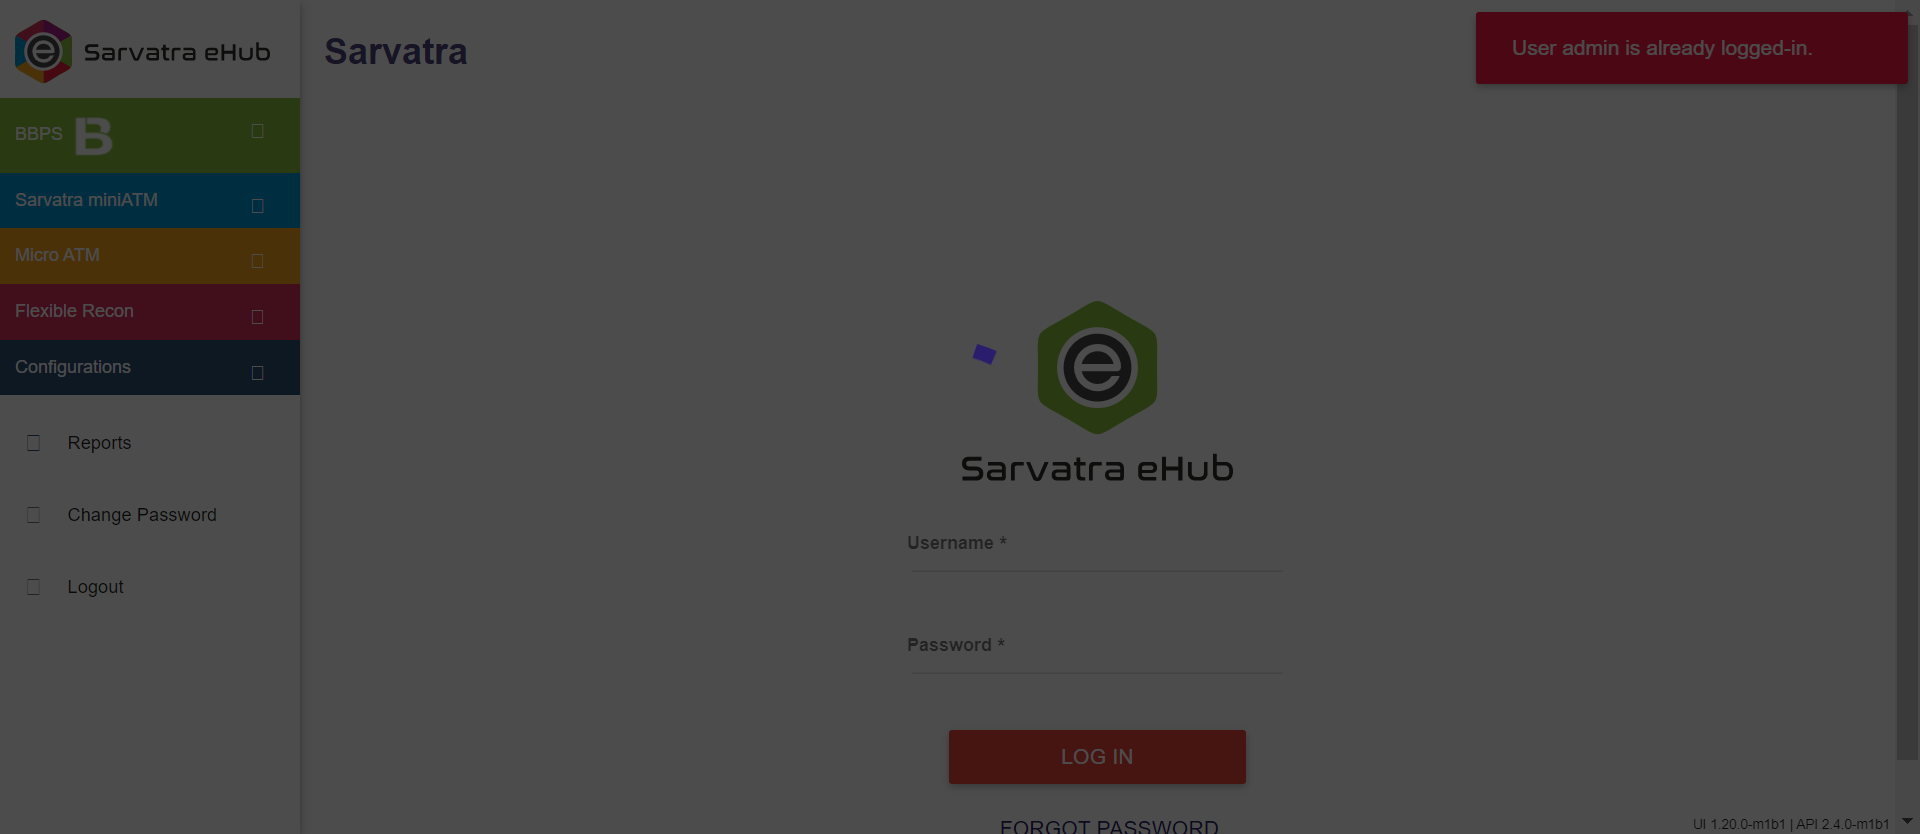 Sarvatra eHub
BBPS B
Sarvatra miniATM
Micro ATM
Flexible Recon
Configurations
Reports
Change Password
Logout
Sarvatra
User admin is already logged-in.
e
Sarvatra eHub
Username *
Password *
LOG IN
FORGOT PASSWORD
UI 1.20.0-m1b1 | API 2.4.0-m1b1